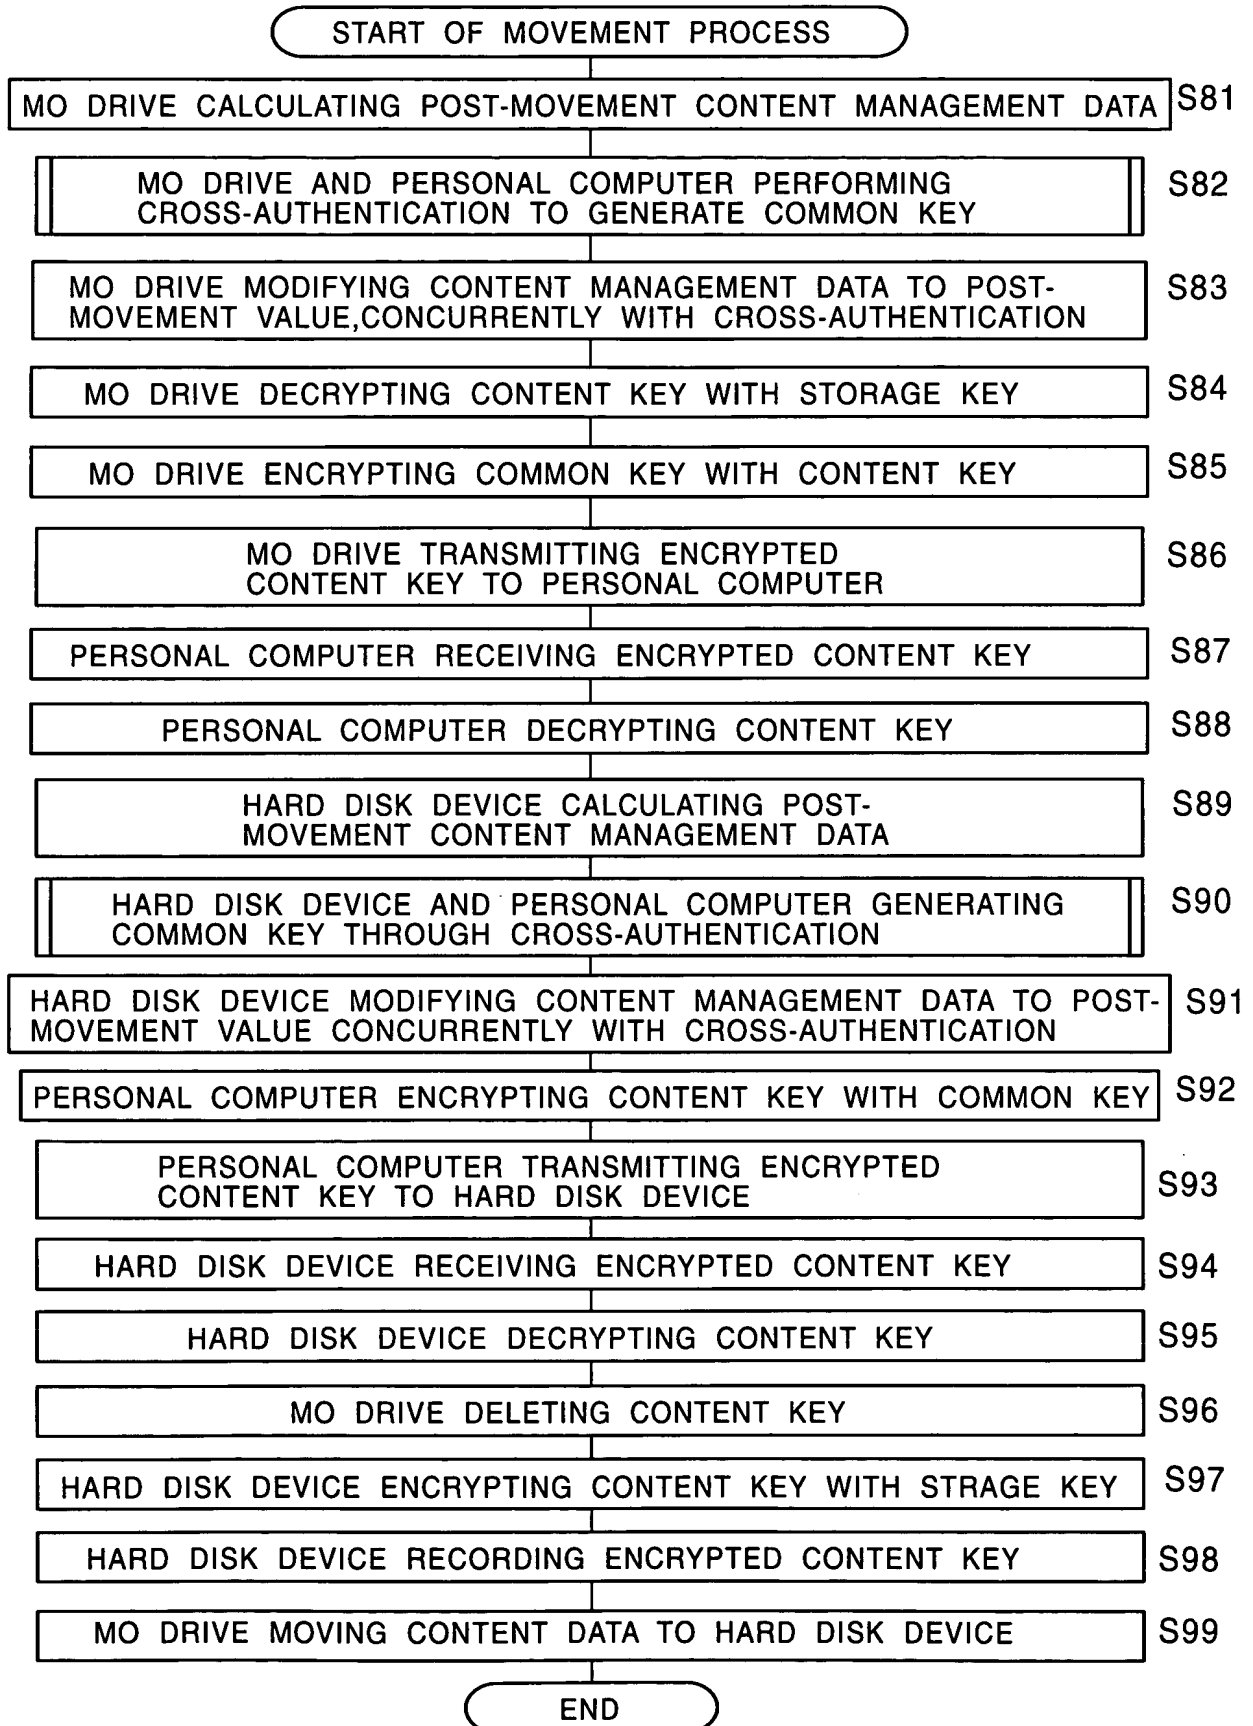 START OF MOVEMENT PROCESS
MO DRIVE CALCULATING POST-MOVEMENT CONTENT MANAGEMENT DATA S81
MO DRIVE AND PERSONAL COMPUTER PERFORMING S82
CROSS-AUTHENTICATION TO GENERATE COMMON KEY
MO DRIVE MODIFYING CONTENT MANAGEMENT DATA TO POST- S83
MOVEMENT VALUE,CONCURRENTLY WITH CROSS-AUTHENTICATION
MO DRIVE DECRYPTING CONTENT KEY WITH STORAGE KEY S84
MO DRIVE ENCRYPTING COMMON KEY WITH CONTENT KEY S85
MO DRIVE TRANSMITTING ENCRYPTED S86
CONTENT KEY TO PERSONAL COMPUTER
PERSONAL COMPUTER RECEIVING ENCRYPTED CONTENT KEY S87
PERSONAL COMPUTER DECRYPTING CONTENT KEY S88
HARD DISK DEVICE CALCULATING POST- S89
MOVEMENT CONTENT MANAGEMENT DATA
HARD DISK DEVICE AND PERSONAL COMPUTER GENERATING S90
COMMON KEY THROUGH CROSS-AUTHENTICATION
HARD DISK DEVICE MODIFYING CONTENT MANAGEMENT DATA TO POST- S91
MOVEMENT VALUE CONCURRENTLY WITH CROSS-AUTHENTICATION
PERSONAL COMPUTER ENCRYPTING CONTENT KEY WITH COMMON KEY S92
PERSONAL COMPUTER TRANSMITTING ENCRYPTED S93
CONTENT KEY TO HARD DISK DEVICE
HARD DISK DEVICE RECEIVING ENCRYPTED CONTENT KEY S94
HARD DISK DEVICE DECRYPTING CONTENT KEY S95
MO DRIVE DELETING CONTENT KEY S96
HARD DISK DEVICE ENCRYPTING CONTENT KEY WITH STRAGE KEY S97
HARD DISK DEVICE RECORDING ENCRYPTED CONTENT KEY S98
MO DRIVE MOVING CONTENT DATA TO HARD DISK DEVICE S99
END